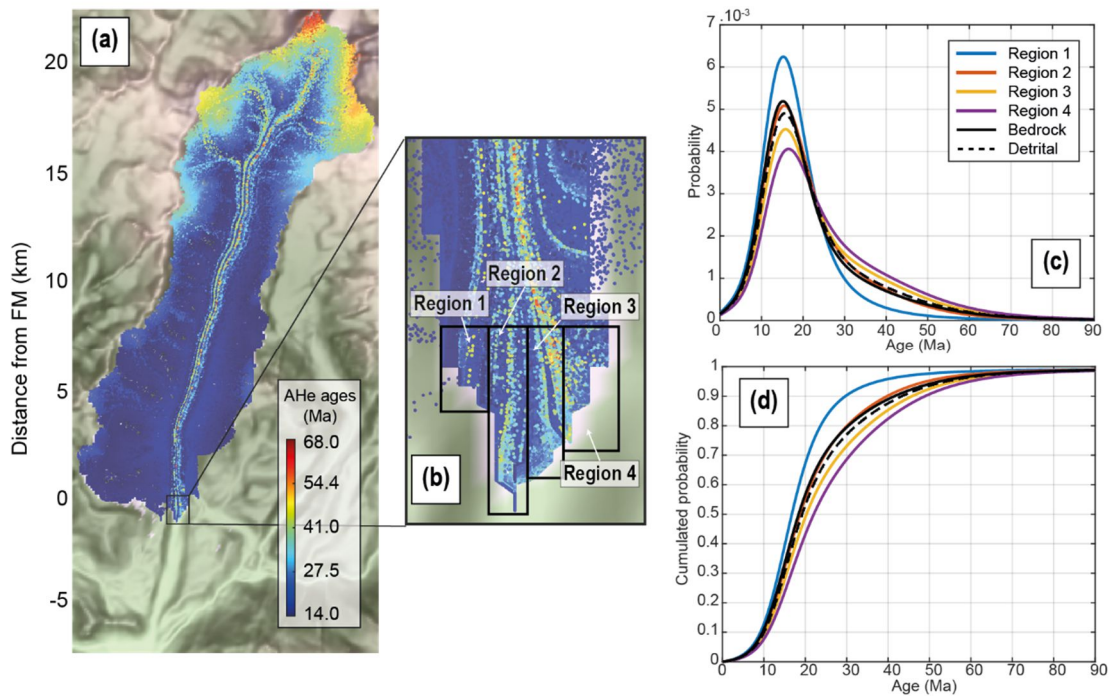 (a)
20
15
10
5
0
-5
Distance from FM (km)
AHe ages
(Ma)
68.0
54.4
41.0
27.5
14.0
Region 2
Region 1
Region 3
Region 4
(b)
7 ×10⁻³
6
5
4
3
2
1
0
Probability
0 10 20 30 40 50 60 70 80 90
Age (Ma)
Region 1
Region 2
Region 3
Region 4
Bedrock
Detrital
(c)
1
0.9
0.8
0.7
0.6
0.5
0.4
0.3
0.2
0.1
0
Cumulated probability
0 10 20 30 40 50 60 70 80 90
Age (Ma)
(d)